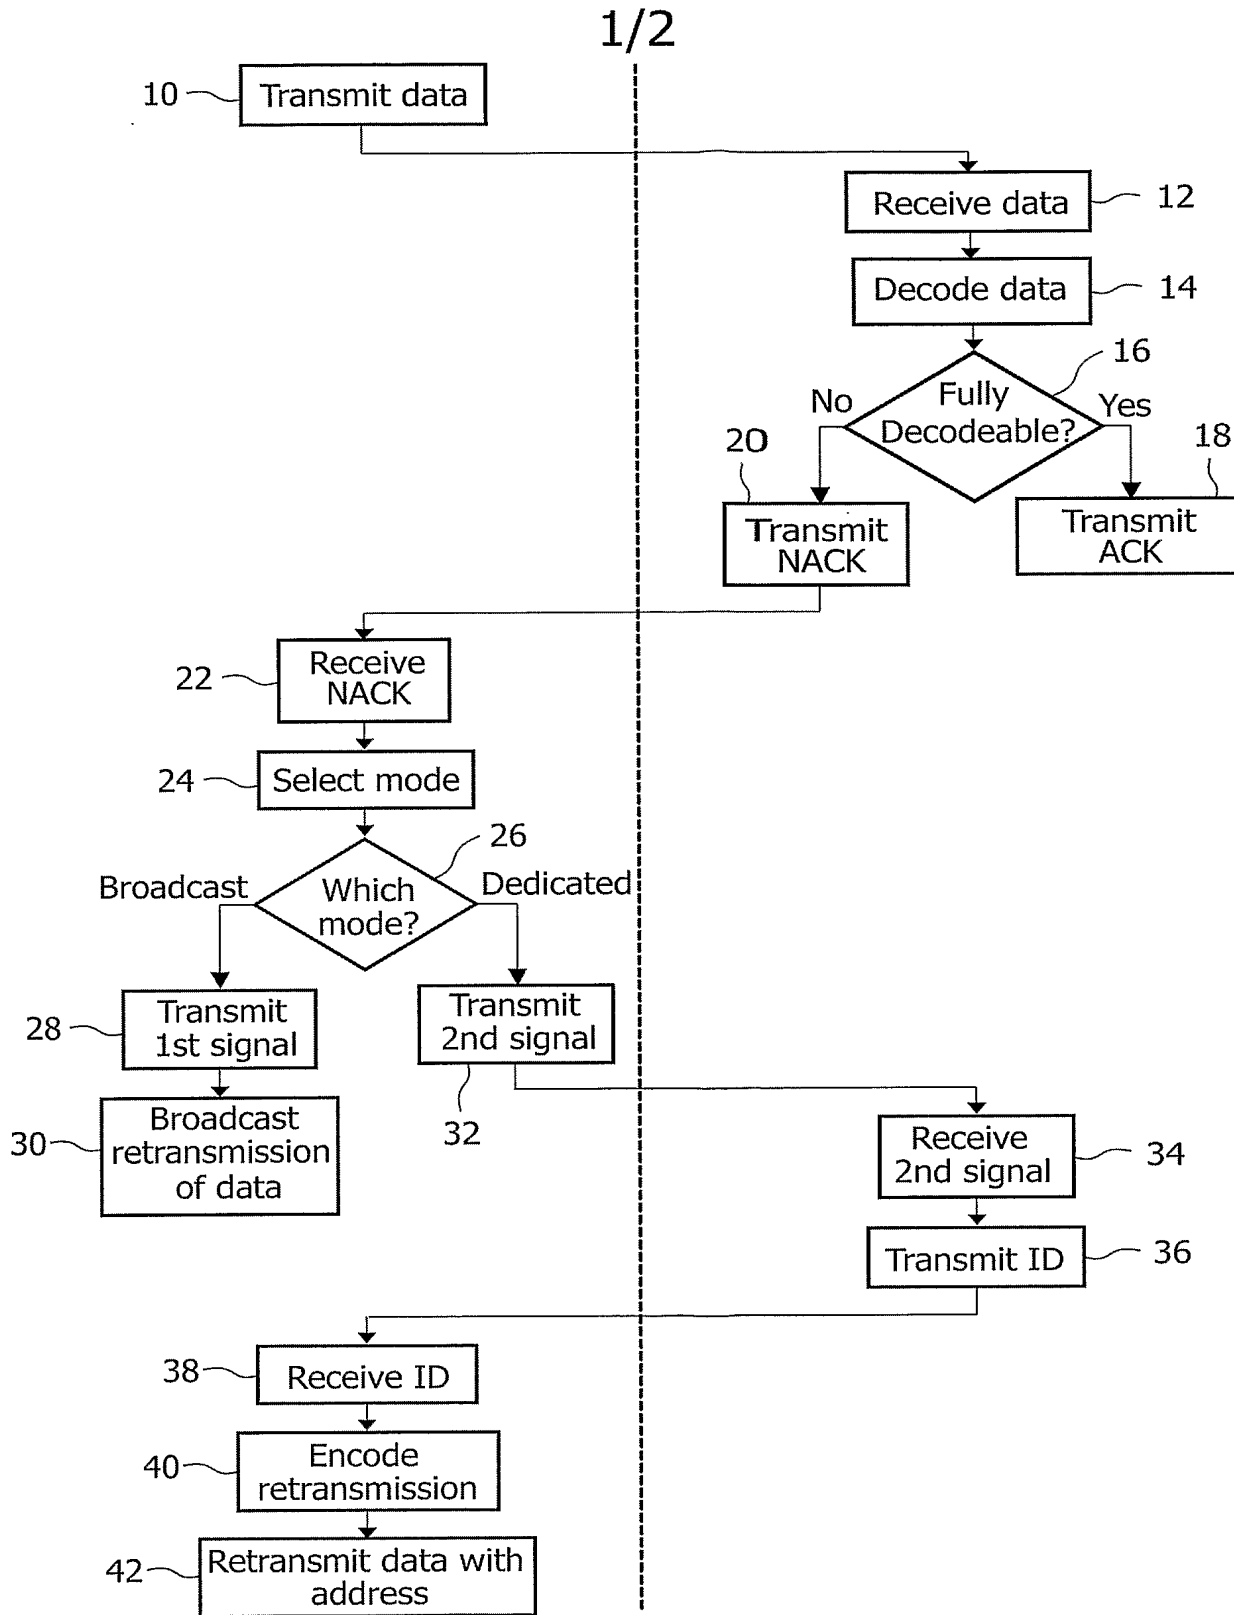 1/2
10
Transmit data
Receive data
12
Decode data
14
16
Fully
Decodeable?
No
Yes
20
18
Transmit
NACK
Transmit
ACK
22
Receive
NACK
24
Select mode
26
Broadcast
Which
mode?
Dedicated
28
Transmit
1st signal
Transmit
2nd signal
32
30
Broadcast
retransmission
of data
Receive
2nd signal
34
Transmit ID
36
38
Receive ID
40
Encode
retransmission
42
Retransmit data with
address